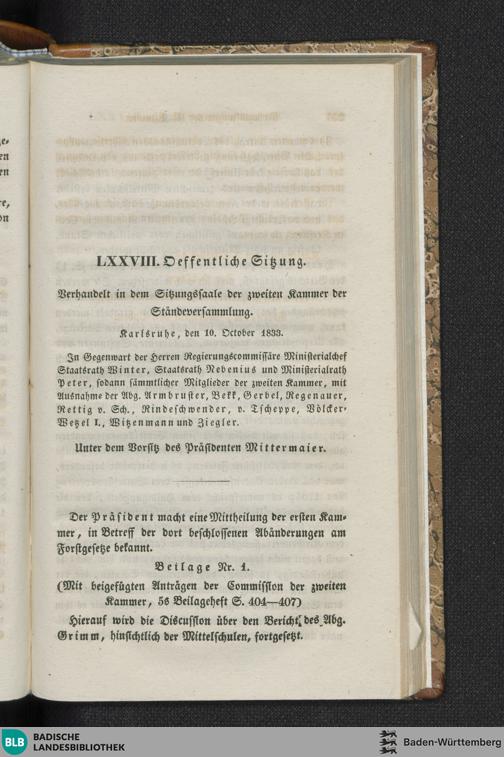 LXXVIII. Oeffentliche Sitzung.
Verhandelt in dem Sitzungssaale der zweiten Kammer der
Ständeversammlung.
Karlsruhe, den 10. October 1833.
In Gegenwart der Herren Regierungscommissäre Ministerialchef
Staatsrath Winter, Staatsrath Nebenius und Ministerialrath
Peter, sodann sämmtlicher Mitglieder der zweiten Kammer, mit
Ausnahme der Abg. Armbruster, Bekk, Gerbel, Regenauer,
Rettig v. Sch., Rindeschwender, v. Tscheppe, Völcker-
Wetzel I., Witzenmann und Ziegler.
Unter dem Vorsitz des Präsidenten Mittermaier.
Der Präsident macht eine Mittheilung der ersten Kam-
mer, in Betreff der dort beschlossenen Abänderungen am
Forstgesetze bekannt.
Beilage Nr. 1.
(Mit beigefügten Anträgen der Commission der zweiten
Kammer, 5s Beilageheft S. 404—407)
Hierauf wird die Discussion über den Bericht des Abg.
Grimm, hinsichtlich der Mittelschulen, fortgesetzt.
BLB BADISCHE
LANDESBIBLIOTHEK
Baden-Württemberg